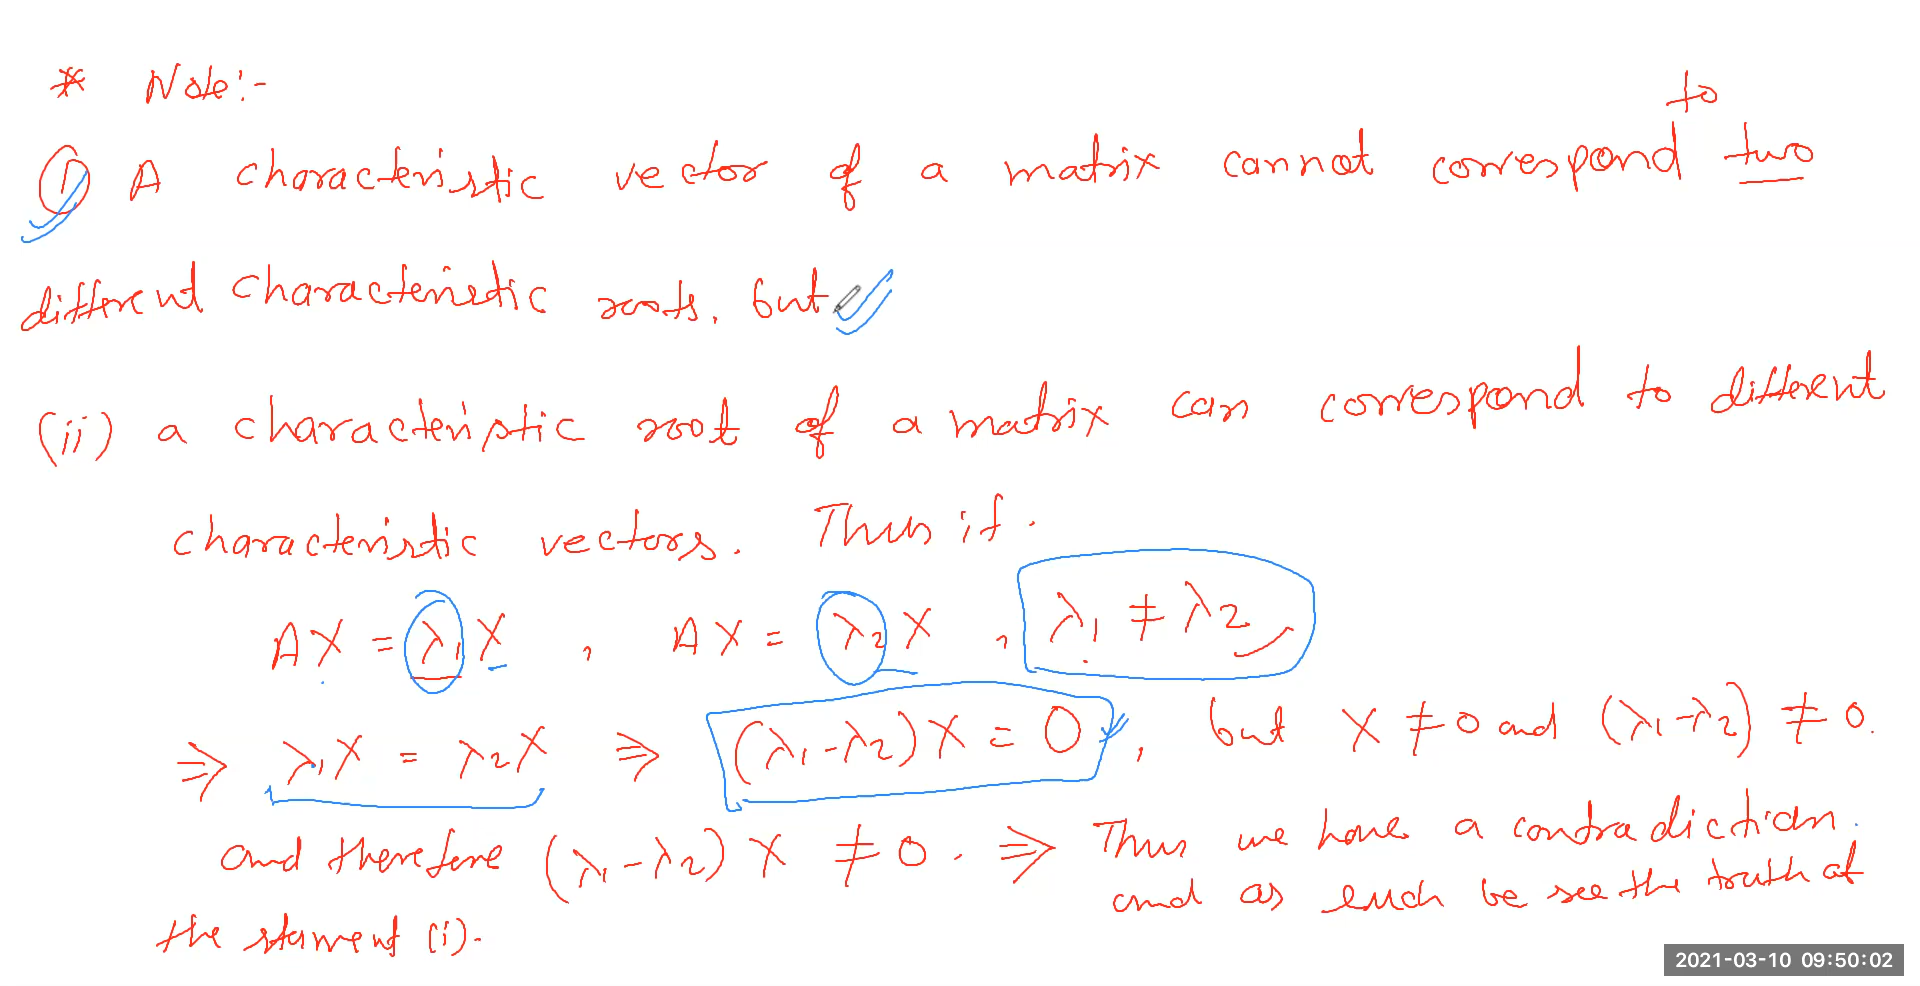 * Note:-
to
(i) A characteristic vector of a matrix cannot correspond two
different characteristic roots, but
(ii) a characteristic root of a matrix can correspond to different
characteristic vectors. Thus if.
AX = λ1X , AX = λ2X , λ1 ≠ λ2
⇒ λ1X = λ2X ⇒ (λ1-λ2)X = 0 , but X ≠ 0 and (λ1-λ2) ≠ 0.
and therefore (λ1-λ2) X ≠ 0. ⇒ Thus we have a contradiction.
and as such be see the truth of
the stament (i).
2021-03-10 09:50:02